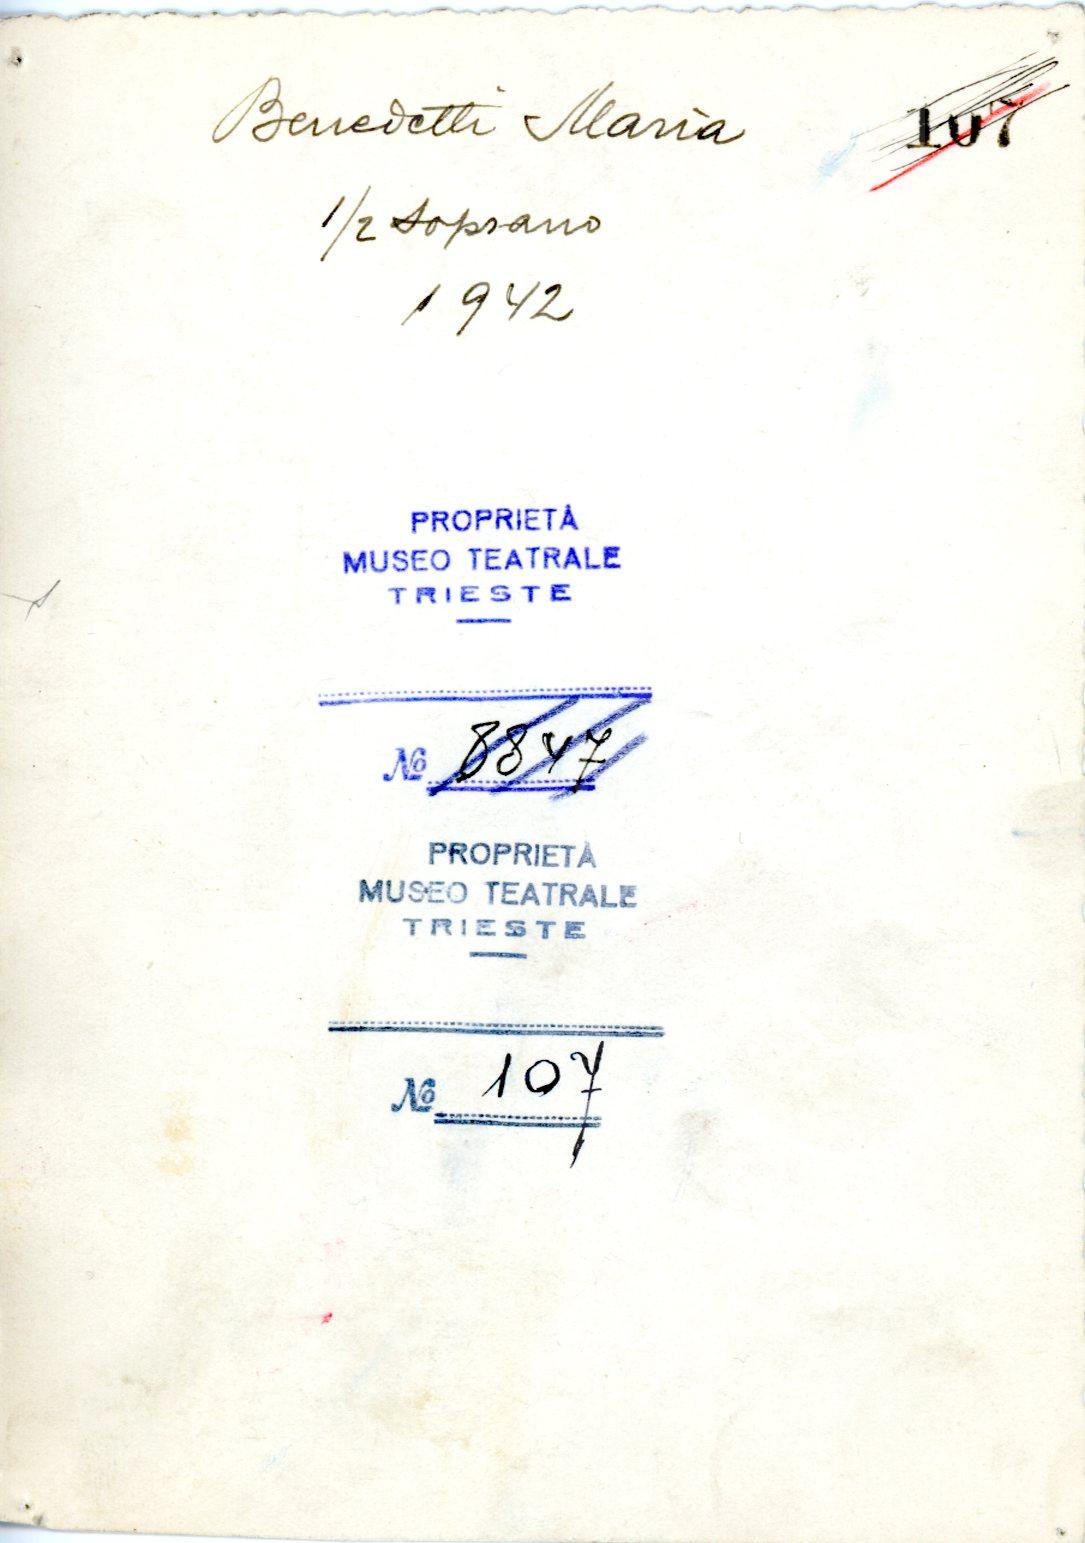 Benedetti Maria
107
1/2 soprano
1942
PROPRIETÀ
MUSEO TEATRALE
TRIESTE
No 8847
PROPRIETÀ
MUSEO TEATRALE
TRIESTE
No 107